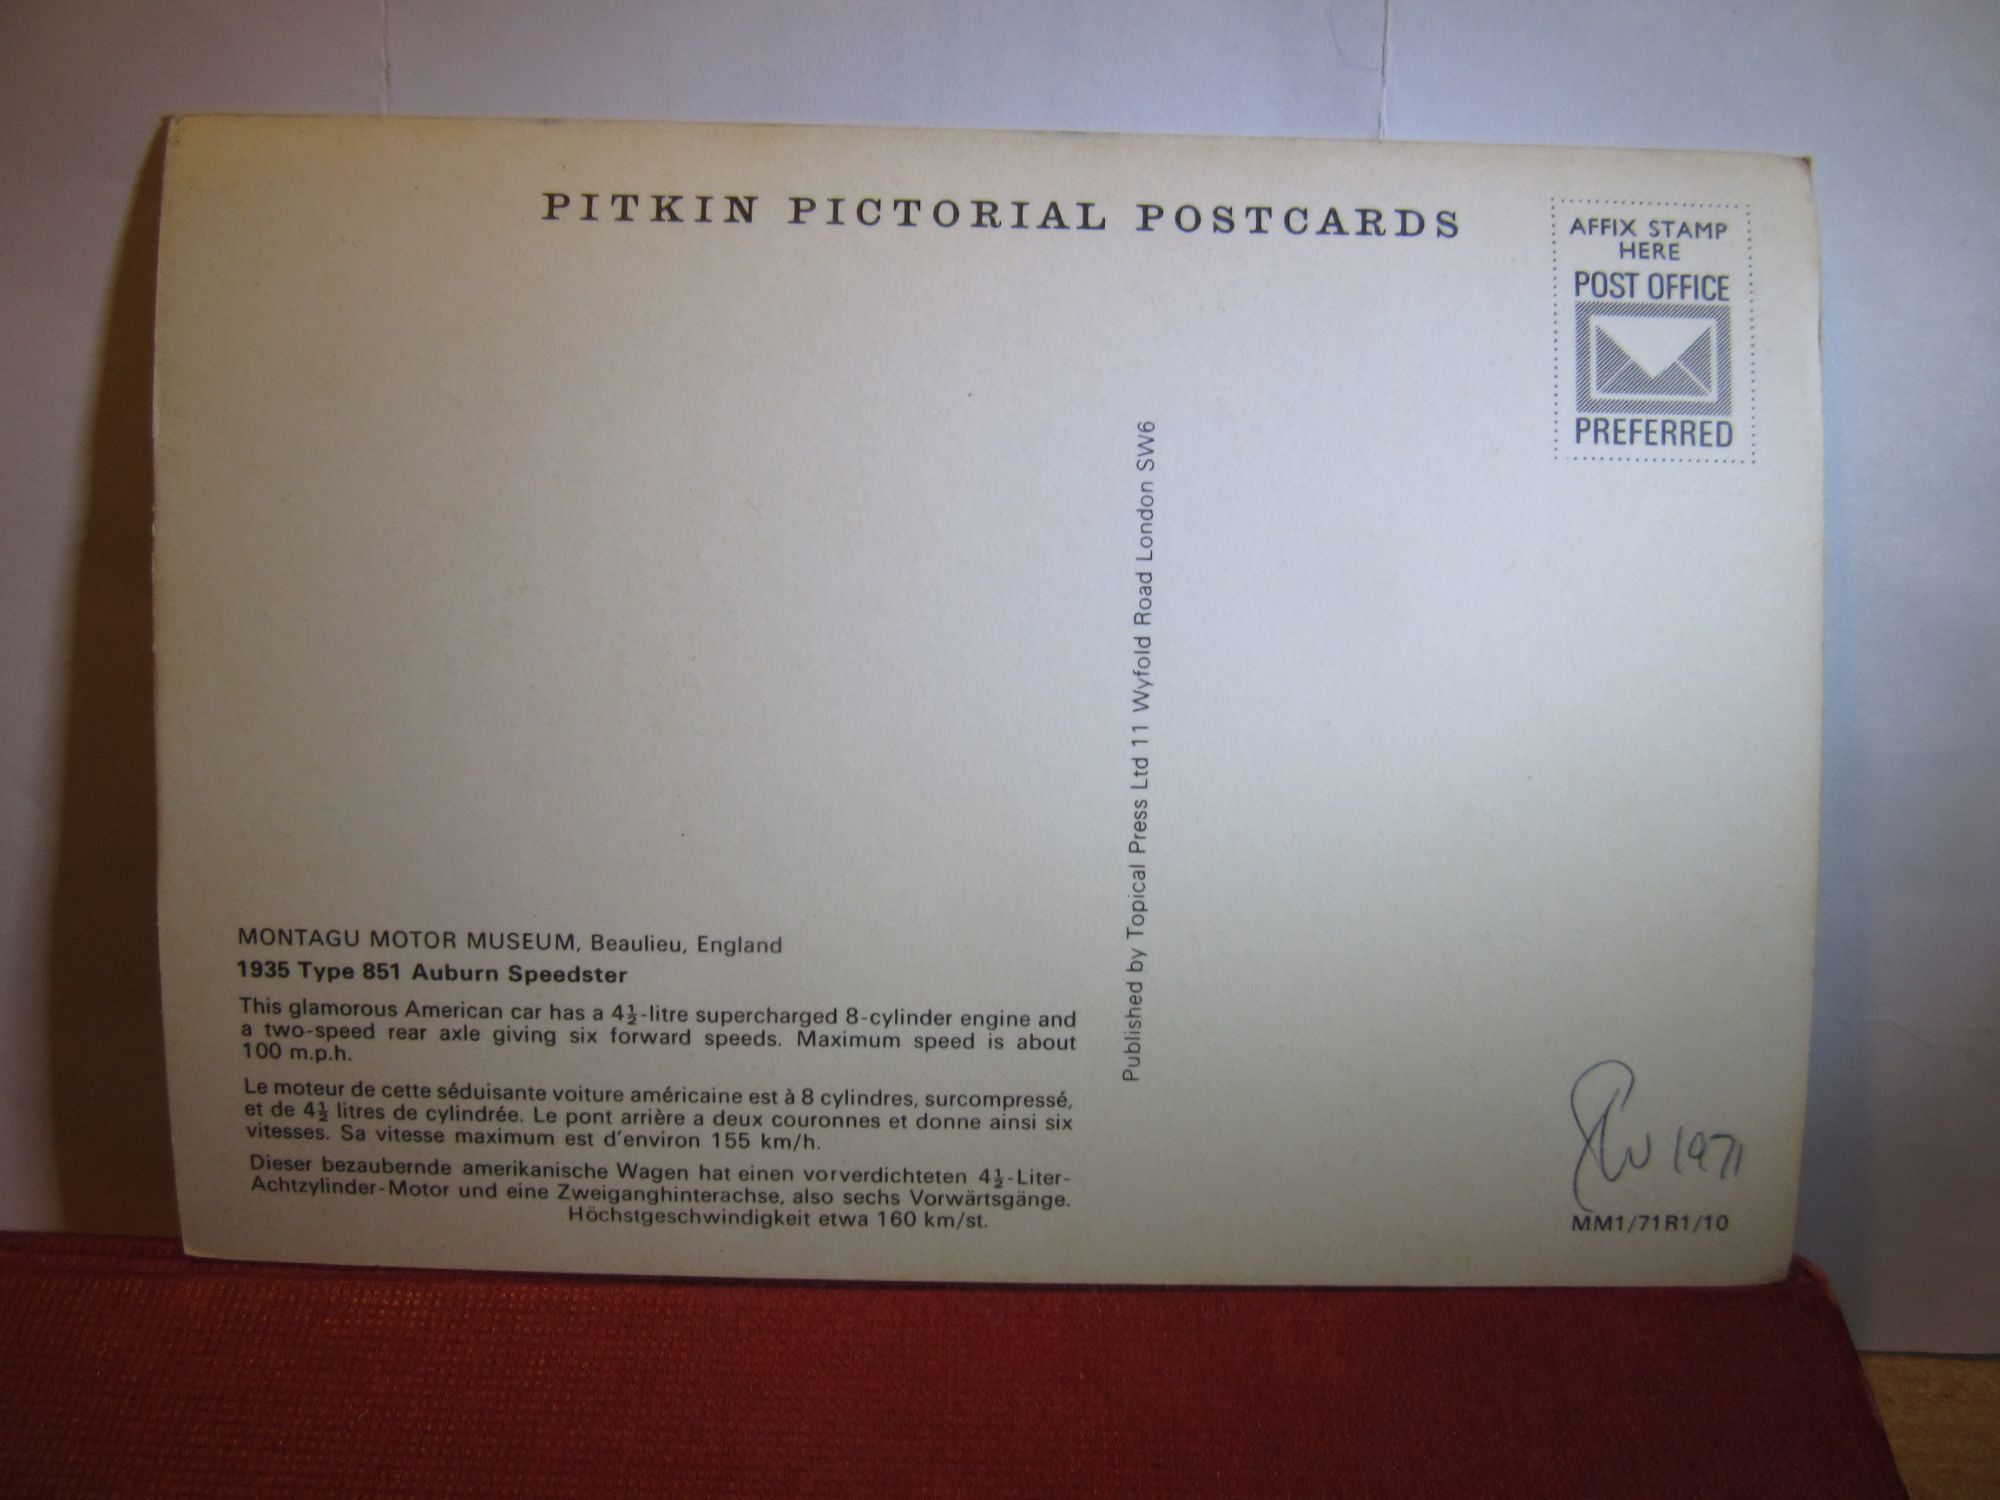 PITKIN PICTORIAL POSTCARDS
AFFIX STAMP
HERE
POST OFFICE
PREFERRED
Published by Topical Press Ltd 11 Wyfold Road London SW6
MONTAGU MOTOR MUSEUM, Beaulieu, England
1935 Type 851 Auburn Speedster
This glamorous American car has a 4½-litre supercharged 8-cylinder engine and
a two-speed rear axle giving six forward speeds. Maximum speed is about
100 m.p.h.
Le moteur de cette séduisante voiture américaine est à 8 cylindres, surcompressé,
et de 4½ litres de cylindrée. Le pont arrière a deux couronnes et donne ainsi six
vitesses. Sa vitesse maximum est d'environ 155 km/h.
Dieser bezaubernde amerikanische Wagen hat einen vorverdichteten 4½-Liter-
Achtzylinder-Motor und eine Zweiganghinterachse, also sechs Vorwärtsgänge.
Höchstgeschwindigkeit etwa 160 km/st.
1971
MM1/71R1/10